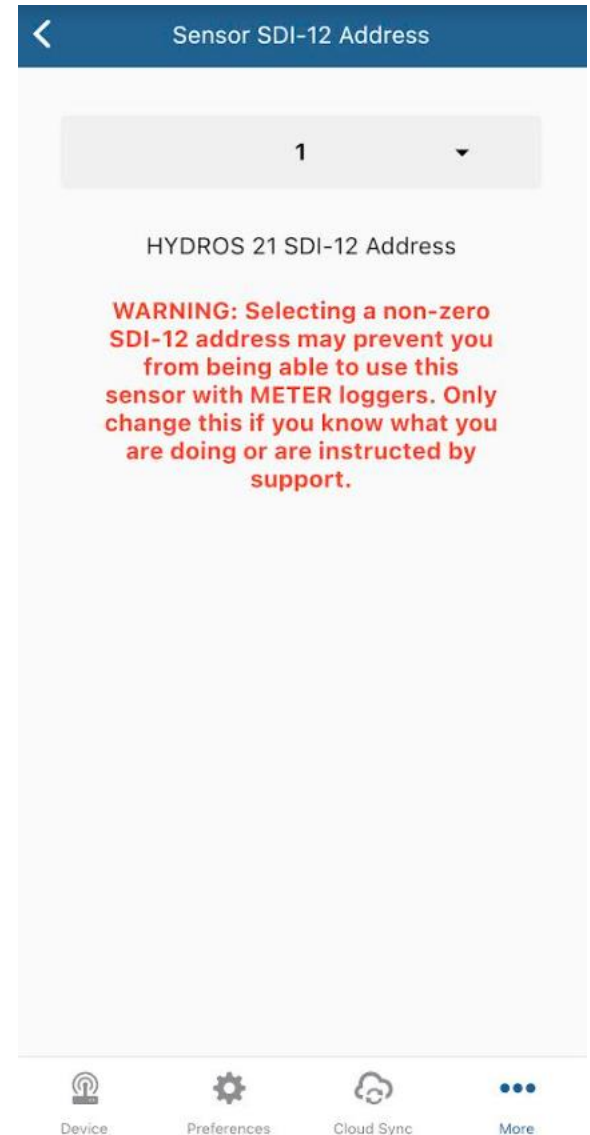 Sensor SDI-12 Address
1
HYDROS 21 SDI-12 Address
WARNING: Selecting a non-zero
SDI-12 address may prevent you
from being able to use this
sensor with METER loggers. Only
change this if you know what you
are doing or are instructed by
support.
Device Preferences Cloud Sync More